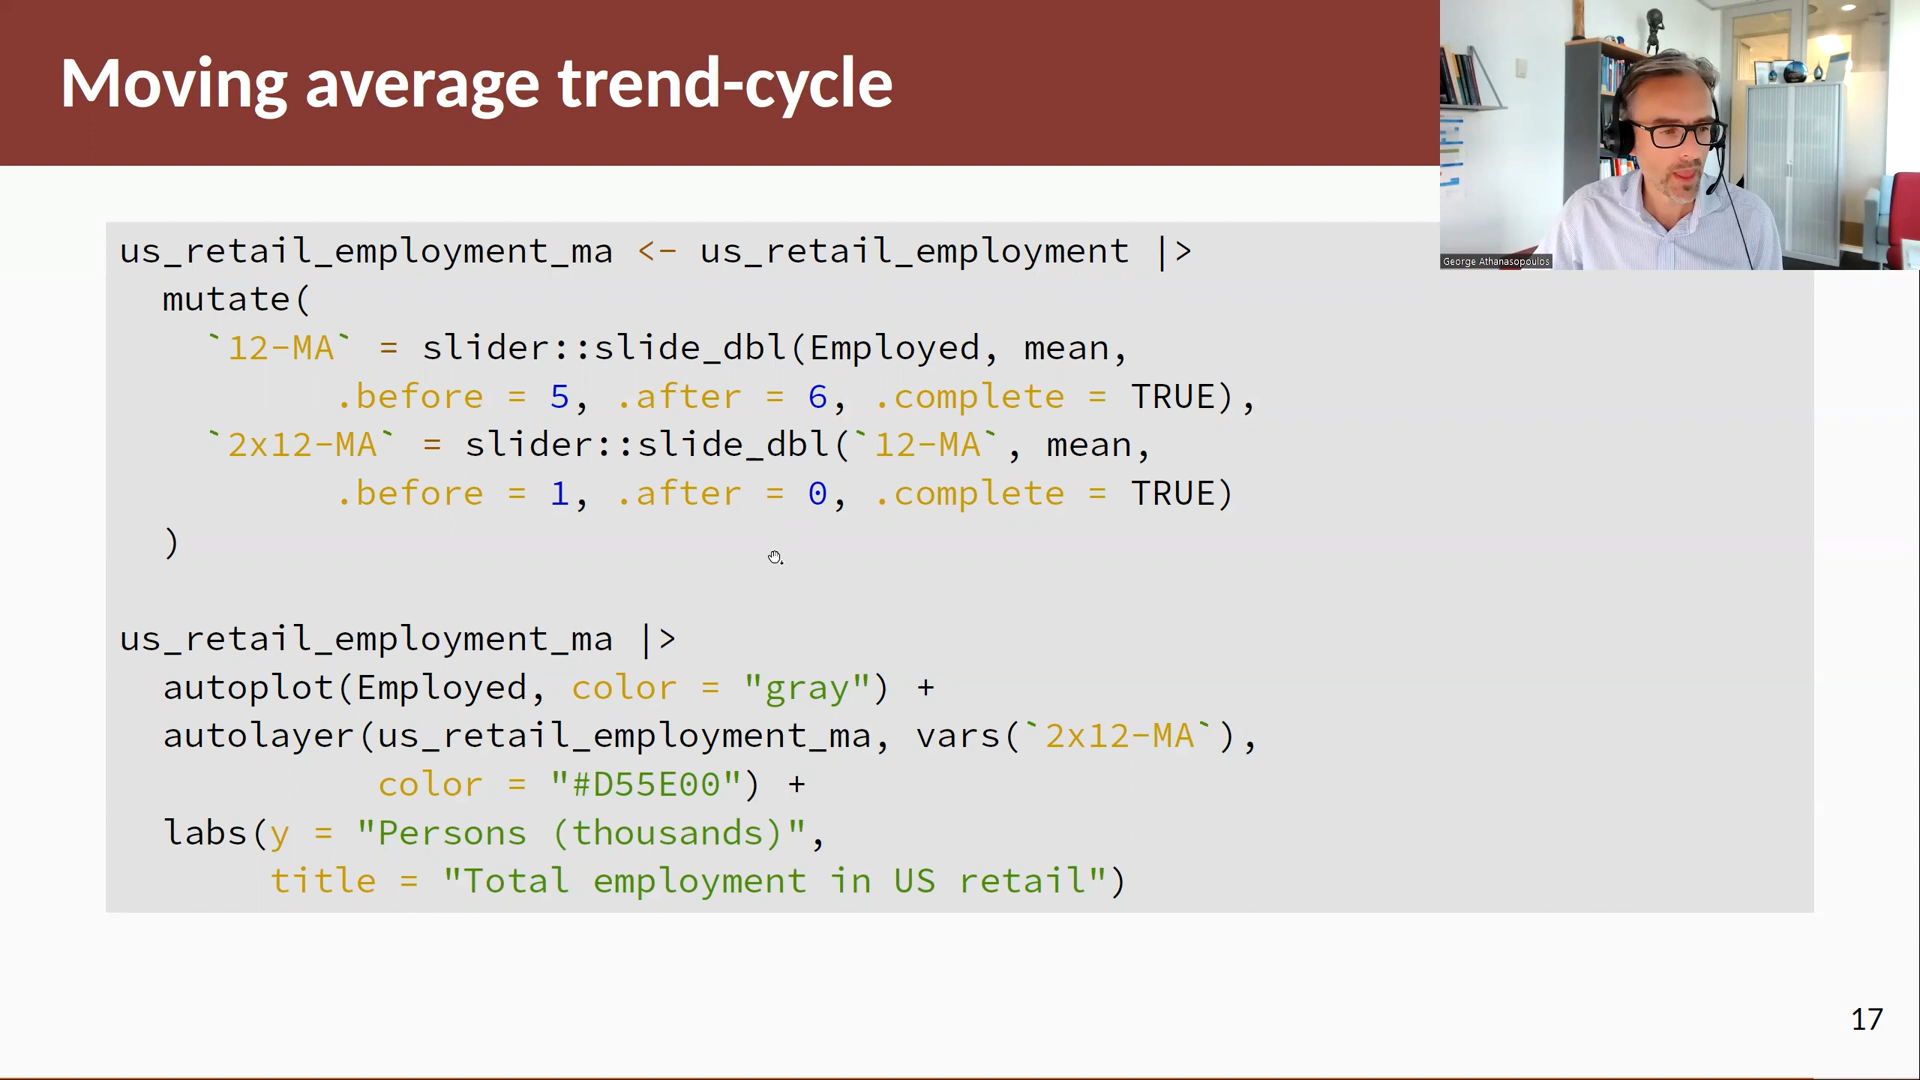 Moving average trend-cycle
George Athanasopoulos
us_retail_employment_ma <- us_retail_employment |>
  mutate(
    `12-MA` = slider::slide_dbl(Employed, mean,
          .before = 5, .after = 6, .complete = TRUE),
    `2x12-MA` = slider::slide_dbl(`12-MA`, mean,
          .before = 1, .after = 0, .complete = TRUE)
  )
us_retail_employment_ma |>
  autoplot(Employed, color = "gray") +
  autolayer(us_retail_employment_ma, vars(`2x12-MA`),
            color = "#D55E00") +
  labs(y = "Persons (thousands)",
       title = "Total employment in US retail")
17